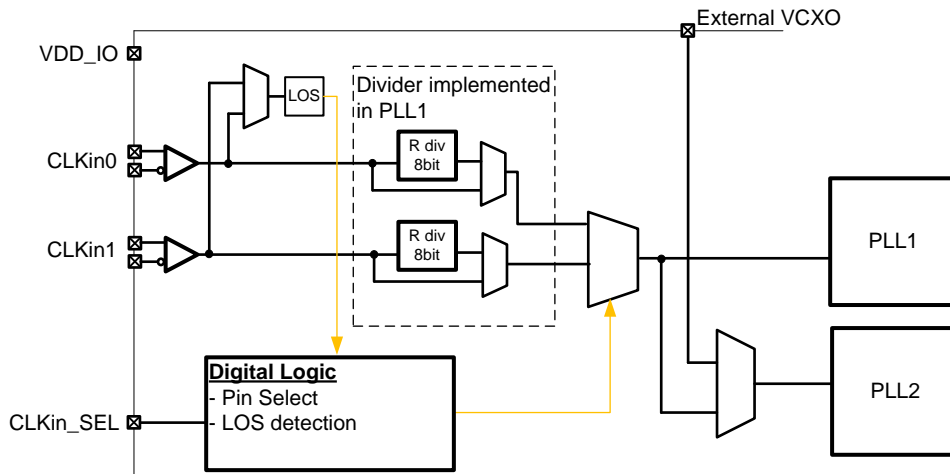 External VCXO
VDD_IO
LOS
Divider implemented
in PLL1
CLKin0
R div
8bit
CLKin1
R div
8bit
PLL1
PLL2
Digital Logic
- Pin Select
- LOS detection
CLKin_SEL